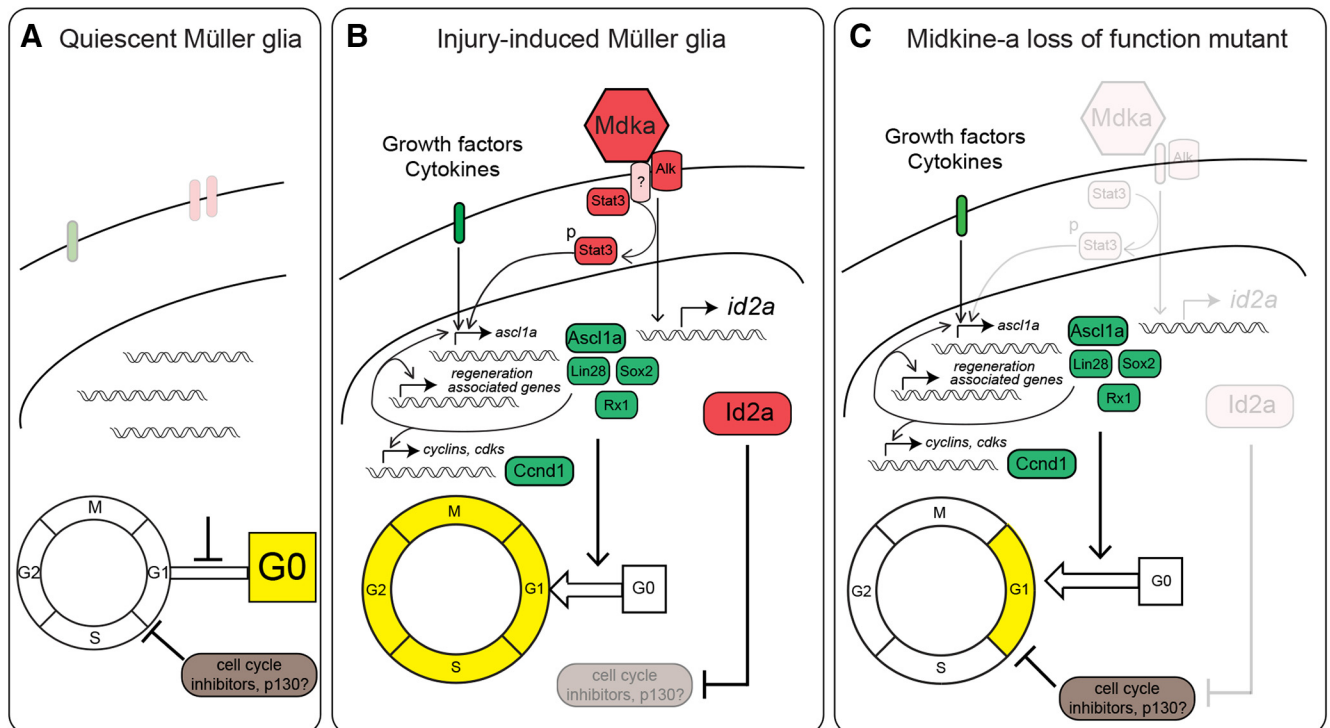 A Quiescent Müller glia
M
G2
G1
S
G0
cell cycle
inhibitors, p130?
B Injury-induced Müller glia
Growth factors
Cytokines
Mdka
?
Alk
Stat3
p
Stat3
id2a
ascl1a
regeneration
associated genes
Ascl1a
Lin28
Sox2
Rx1
Id2a
cyclins, cdks
Ccnd1
M
G2
G1
S
G0
cell cycle
inhibitors, p130?
C Midkine-a loss of function mutant
Growth factors
Cytokines
Mdka
Alk
Stat3
p
Stat3
id2a
ascl1a
regeneration
associated genes
Ascl1a
Lin28
Sox2
Rx1
Id2a
cyclins, cdks
Ccnd1
M
G2
G1
S
G0
cell cycle
inhibitors, p130?